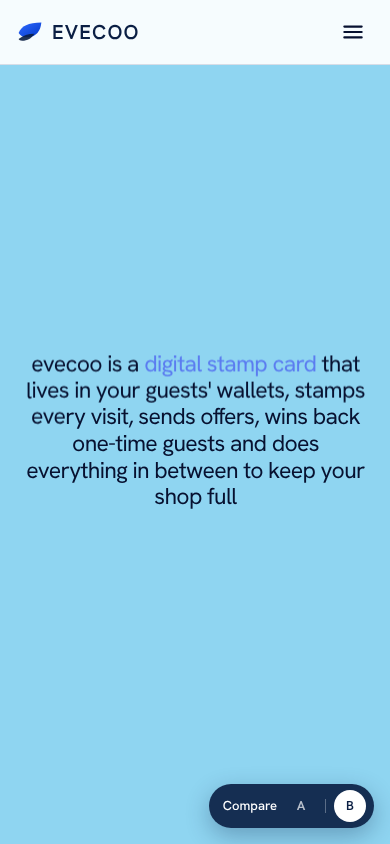 EVECOO
evecoo is a digital stamp card that
lives in your guests' wallets, stamps
every visit, sends offers, wins back
one-time guests and does
everything in between to keep your
shop full
Compare A | B